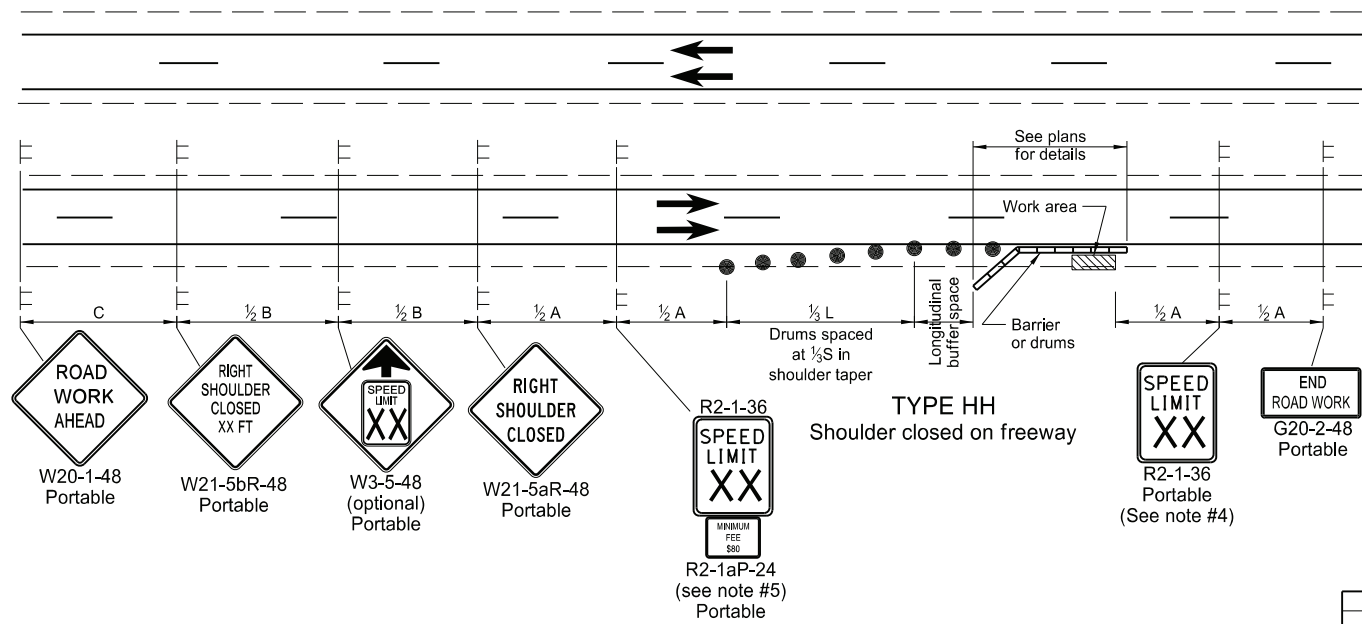 See plans
for details
Work area
C
½ B
½ B
½ A
½ A
⅓ L
Longitudinal
buffer space
½ A
½ A
Drums spaced
at ⅓S in
shoulder taper
Barrier
or drums
ROAD
WORK
AHEAD
W20-1-48
Portable
RIGHT
SHOULDER
CLOSED
XX FT
W21-5bR-48
Portable
SPEED
LIMIT
XX
W3-5-48
(optional)
Portable
RIGHT
SHOULDER
CLOSED
W21-5aR-48
Portable
R2-1-36
SPEED
LIMIT
XX
MINIMUM
FEE
$80
R2-1aP-24
(see note #5)
Portable
TYPE HH
Shoulder closed on freeway
SPEED
LIMIT
XX
R2-1-36
Portable
(See note #4)
END
ROAD WORK
G20-2-48
Portable